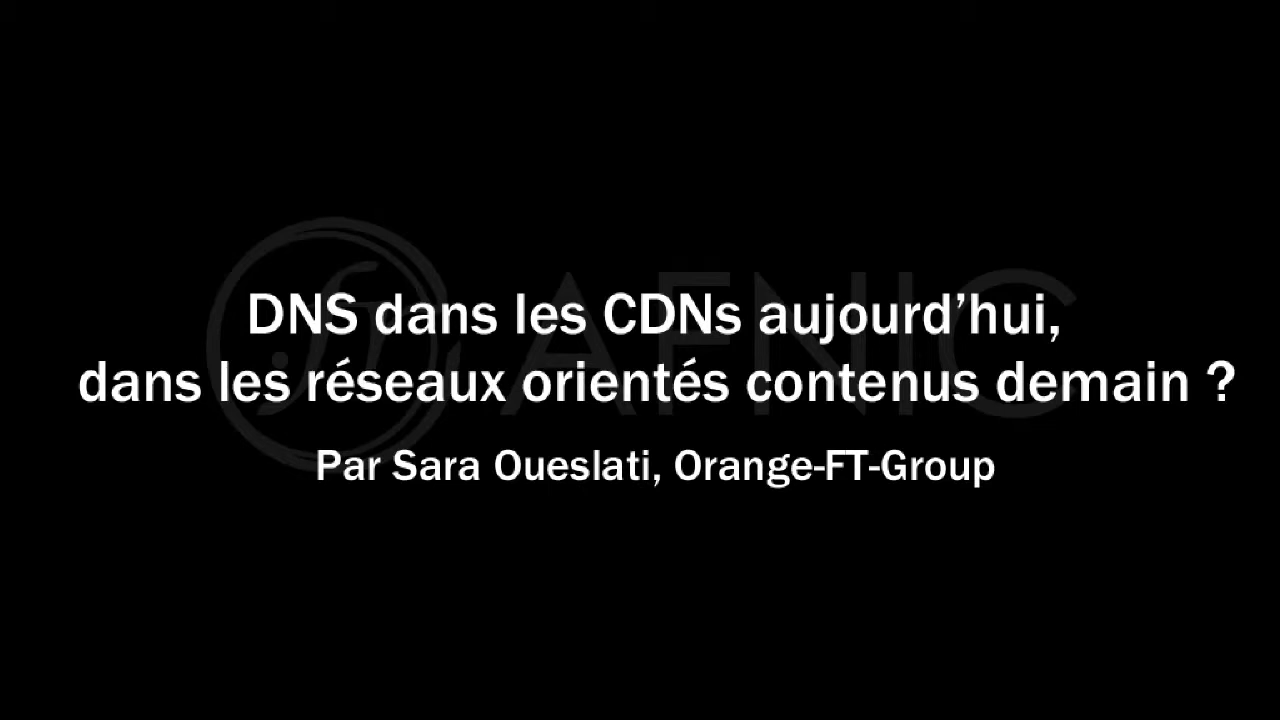 DNS dans les CDNs aujourd’hui,
dans les réseaux orientés contenus demain ?
Par Sara Oueslati, Orange-FT-Group
AFNIC